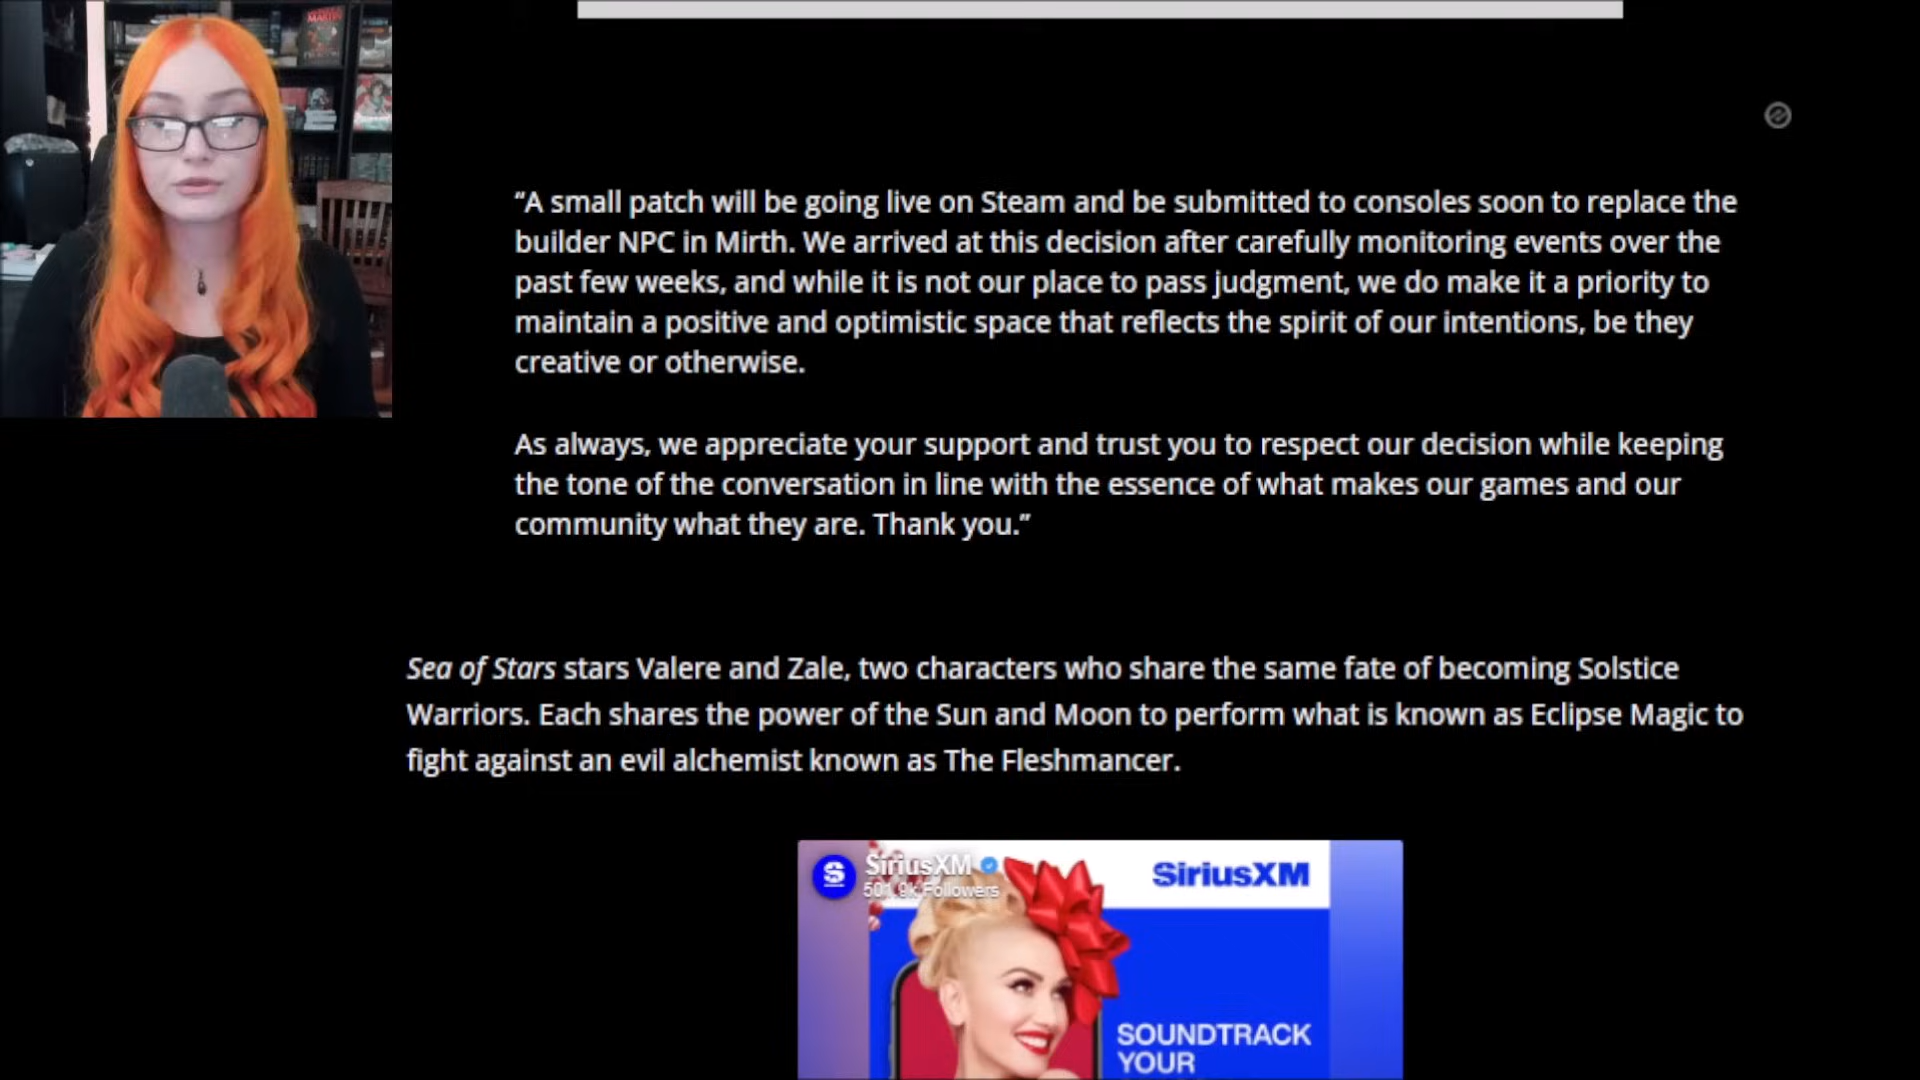 MARTIN
“A small patch will be going live on Steam and be submitted to consoles soon to replace the
builder NPC in Mirth. We arrived at this decision after carefully monitoring events over the
past few weeks, and while it is not our place to pass judgment, we do make it a priority to
maintain a positive and optimistic space that reflects the spirit of our intentions, be they
creative or otherwise.
As always, we appreciate your support and trust you to respect our decision while keeping
the tone of the conversation in line with the essence of what makes our games and our
community what they are. Thank you.”
Sea of Stars stars Valere and Zale, two characters who share the same fate of becoming Solstice
Warriors. Each shares the power of the Sun and Moon to perform what is known as Eclipse Magic to
fight against an evil alchemist known as The Fleshmancer.
S
SiriusXM
501.9k Followers
SiriusXM
SOUNDTRACK
YOUR